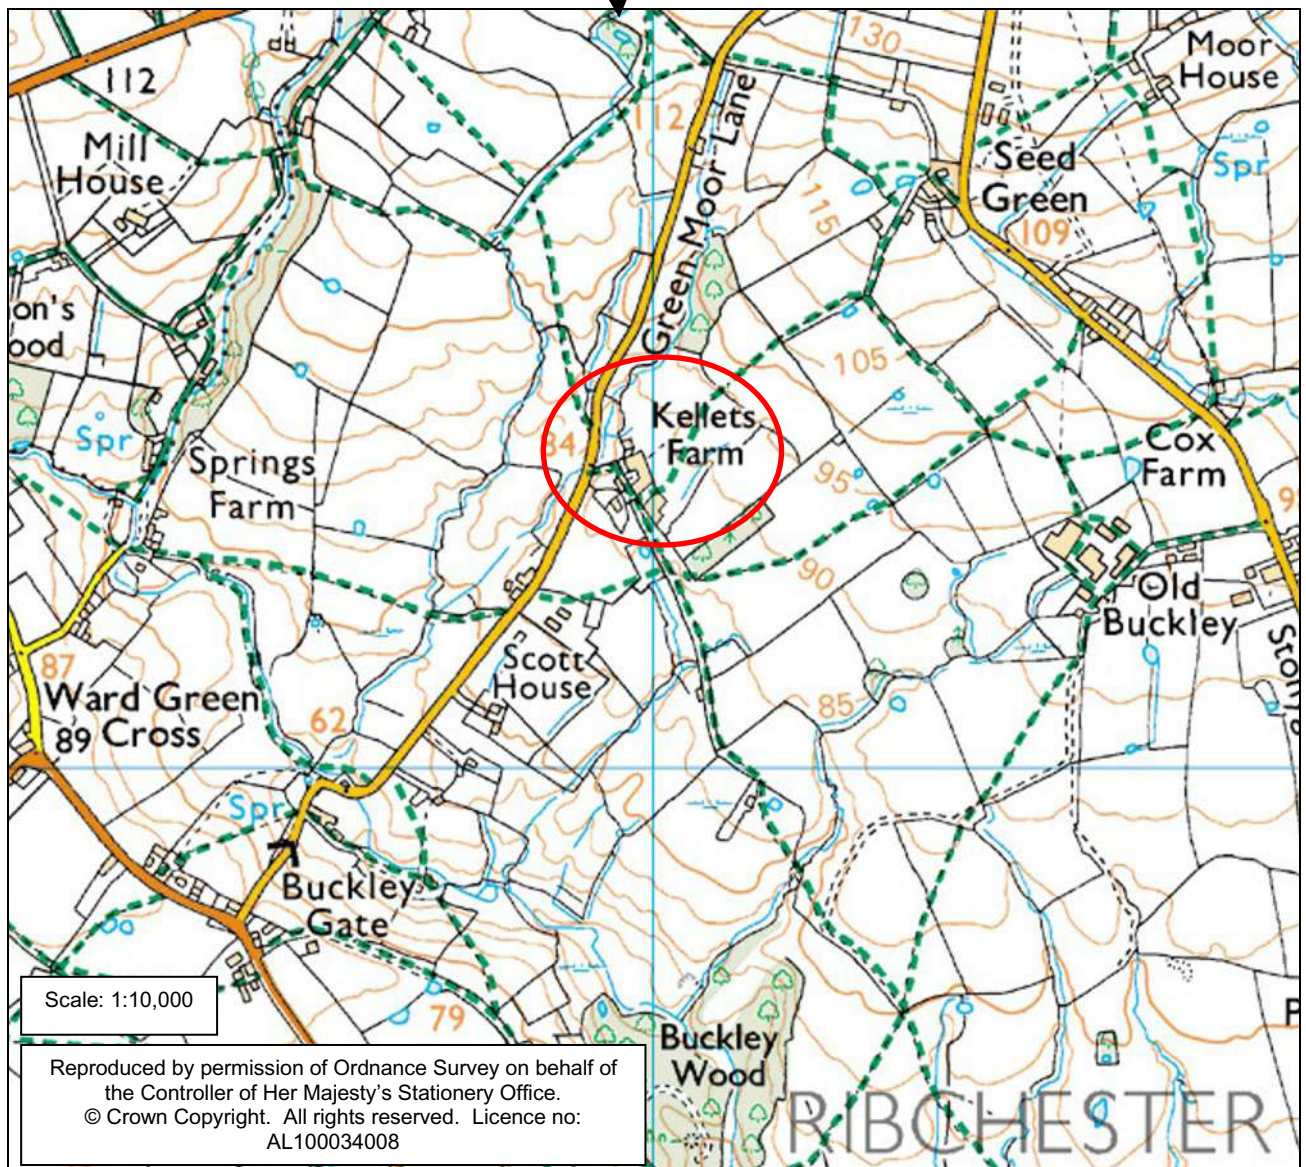 130
Moor
House
112
112
Mill
House
Green Moor Lane
Seed
Green
Spr
115
109
on's
ood
105
Kellets
Farm
84
Spr
Springs
Farm
95
Cox
Farm
90
Old
Buckley
87
Ward Green
Cross
89
62
Scott
House
85
Spr
Buckley
Gate
79
Scale: 1:10,000
Reproduced by permission of Ordnance Survey on behalf of
the Controller of Her Majesty's Stationery Office.
© Crown Copyright. All rights reserved. Licence no:
AL100034008
Buckley
Wood
RIBCHESTER
P